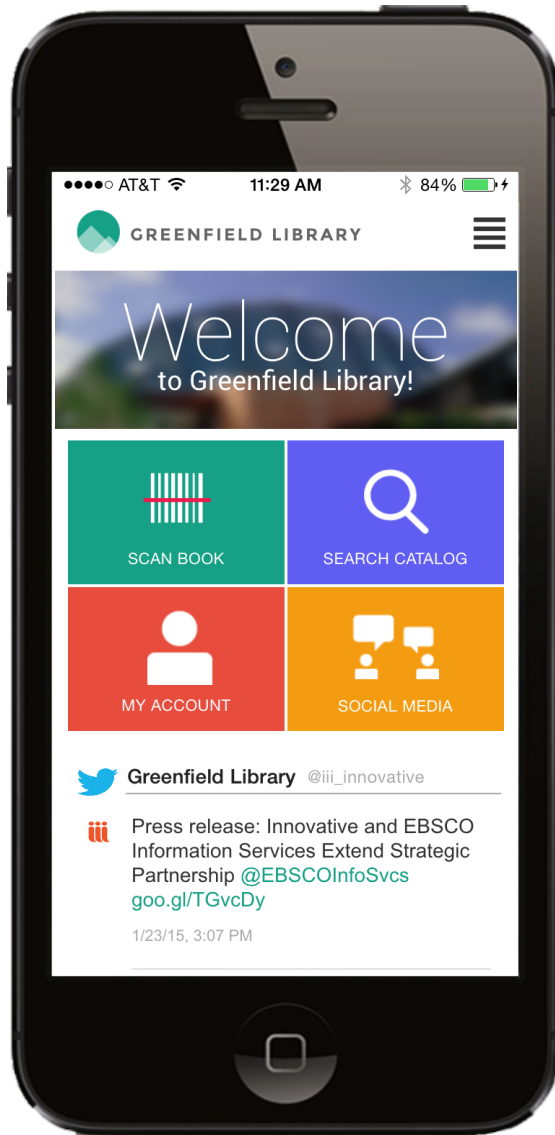 AT&T 11:29 AM 84%
GREENFIELD LIBRARY
Welcome
to Greenfield Library!
SCAN BOOK SEARCH CATALOG
MY ACCOUNT SOCIAL MEDIA
Greenfield Library @iii_innovative
iii Press release: Innovative and EBSCO
Information Services Extend Strategic
Partnership @EBSCOInfoSvcs
goo.gl/TGvcDy
1/23/15, 3:07 PM